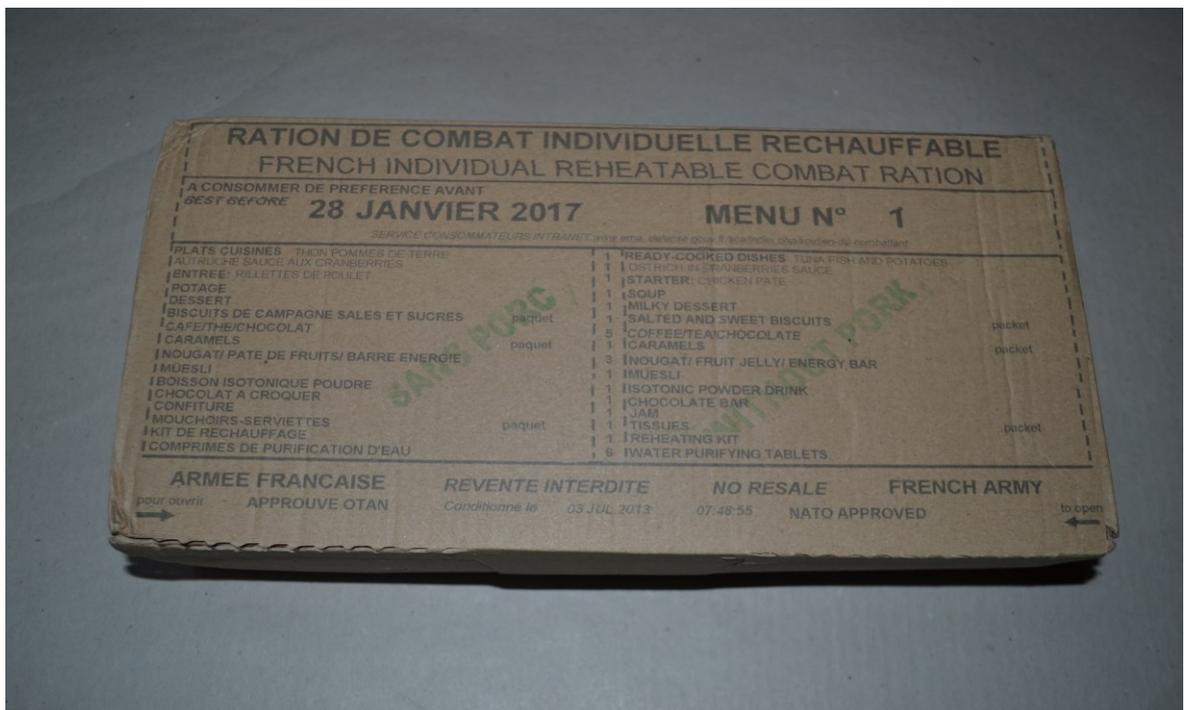 RATION DE COMBAT INDIVIDUELLE RECHAUFFABLE
FRENCH INDIVIDUAL REHEATABLE COMBAT RATION
A CONSOMMER DE PREFERENCE AVANT
BEST BEFORE 28 JANVIER 2017 MENU N° 1
SERVICE CONSOMMATEURS INTRANET
PLATS CUISINES THON POMMES DE TERRE 1 READY-COOKED DISHES TUNA FISH AND POTATOES
AUTRUCHE SAUCE AUX CRANBERRIES 1 OSTRICH IN CRANBERRIES SAUCE
ENTREE: RILLETTES DE POULET 1 STARTER: CHICKEN PATE
POTAGE 1 SOUP
DESSERT 1 MILKY DESSERT
BISCUITS DE CAMPAGNE SALES ET SUCRES paquet 1 SALTED AND SWEET BISCUITS packet
CAFE/THE/CHOCOLAT 5 COFFEE/TEA/CHOCOLATE
CARAMELS paquet 1 CARAMELS packet
NOUGAT/ PATE DE FRUITS/ BARRE ENERGIE 3 NOUGAT/ FRUIT JELLY/ ENERGY BAR
MUESLI 1 MUESLI
BOISSON ISOTONIQUE POUDRE 1 ISOTONIC POWDER DRINK
CHOCOLAT A CROQUER 1 CHOCOLATE BAR
CONFITURE 1 JAM
MOUCHOIRS-SERVIETTES paquet 1 TISSUES packet
KIT DE RECHAUFFAGE 1 REHEATING KIT
COMPRIMES DE PURIFICATION D'EAU 6 WATER PURIFYING TABLETS
SANS PORC
WITHOUT PORK
ARMEE FRANCAISE REVENTE INTERDITE NO RESALE FRENCH ARMY
pour ouvrir APPROUVE OTAN Conditionné le 03 JUL 2013 07:48:55 NATO APPROVED to open